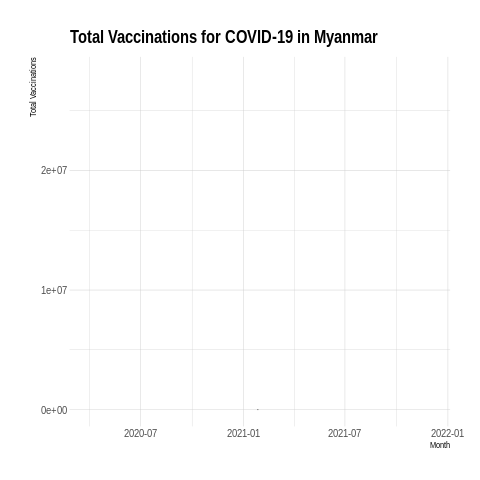 Total Vaccinations for COVID-19 in Myanmar
Total Vaccinations
2e+07
1e+07
0e+00
2020-07 2021-01 2021-07 2022-01
Month